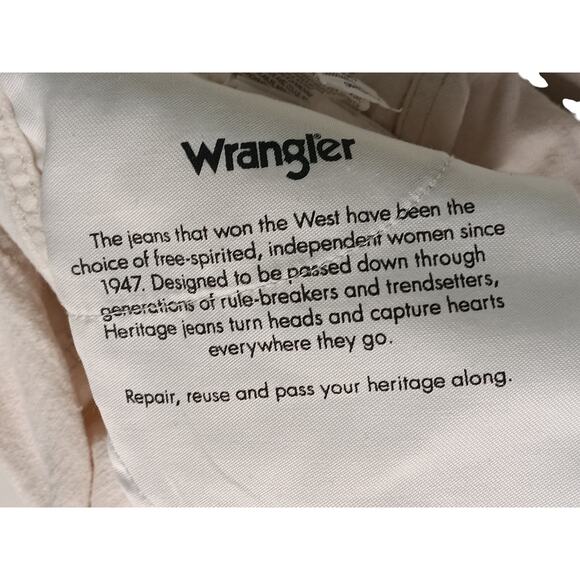 Wrangler
The jeans that won the West have been the
choice of free-spirited, independent women since
1947. Designed to be passed down through
generations of rule-breakers and trendsetters,
Heritage jeans turn heads and capture hearts
everywhere they go.
Repair, reuse and pass your heritage along.